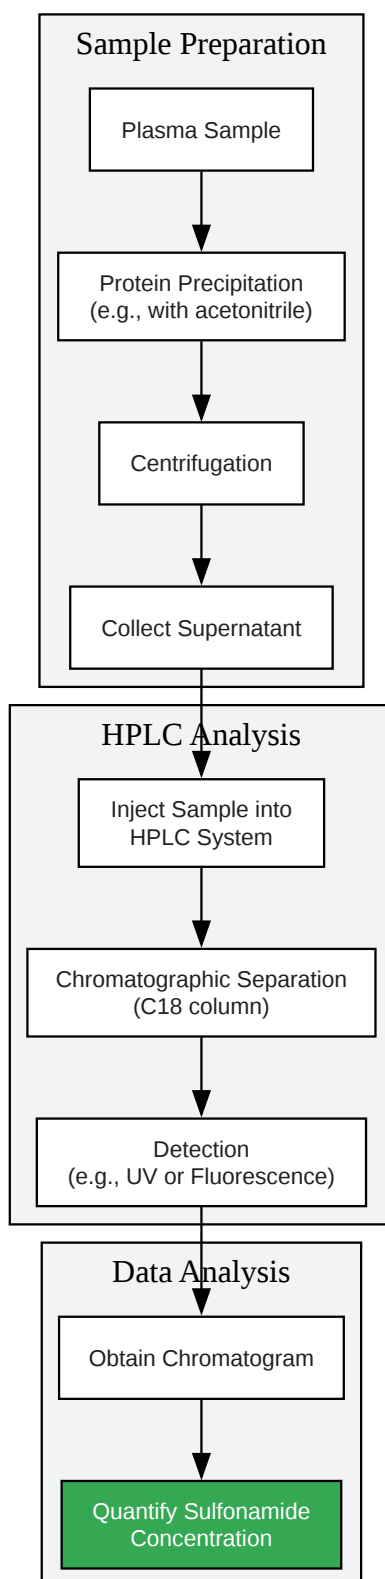 Sample Preparation
Plasma Sample
Protein Precipitation
(e.g., with acetonitrile)
Centrifugation
Collect Supernatant
HPLC Analysis
Inject Sample into
HPLC System
Chromatographic Separation
(C18 column)
Detection
(e.g., UV or Fluorescence)
Data Analysis
Obtain Chromatogram
Quantify Sulfonamide
Concentration